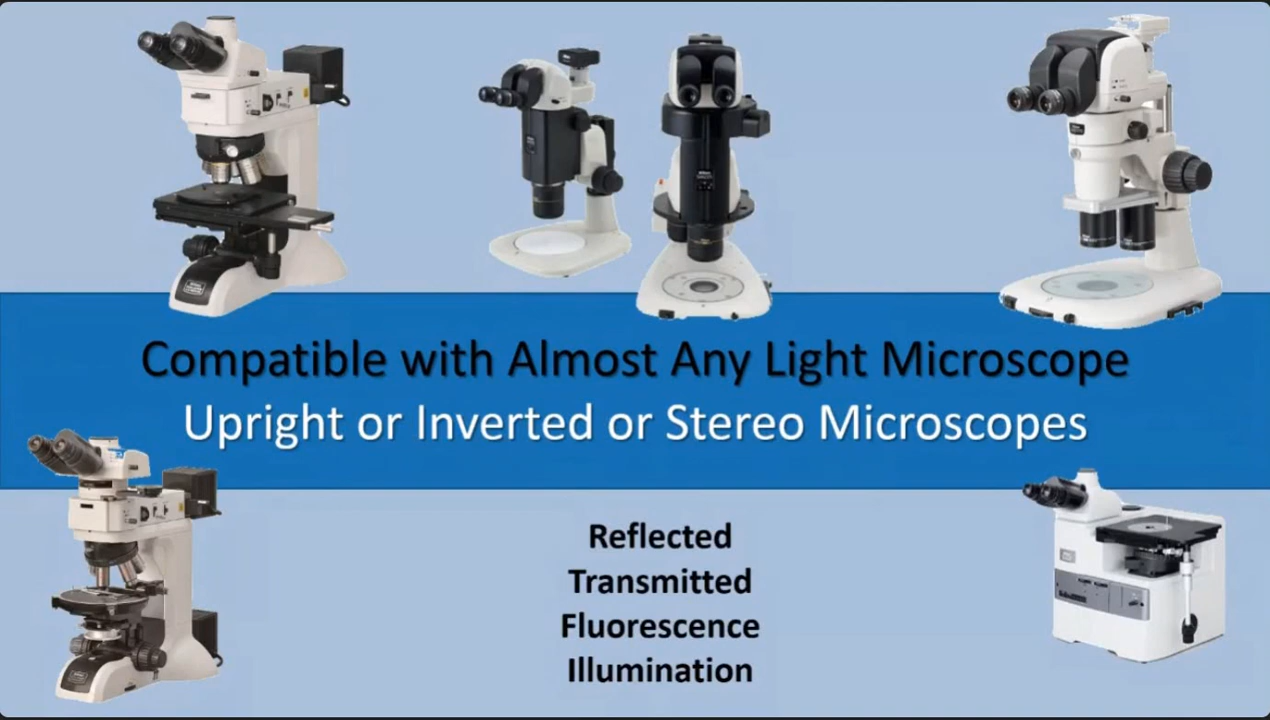 Compatible with Almost Any Light Microscope
Upright or Inverted or Stereo Microscopes
Reflected
Transmitted
Fluorescence
Illumination